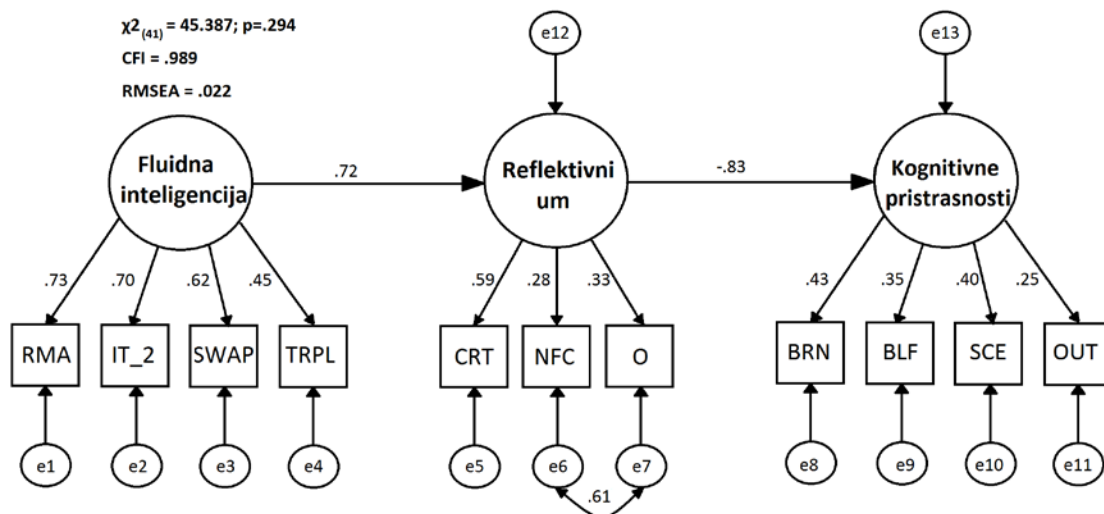 χ2(41) = 45.387; p=.294
CFI = .989
RMSEA = .022
e12
e13
Fluidna
inteligencija
.72
Reflektivni
um
-.83
Kognitivne
pristrasnosti
.73
.70
.62
.45
.59
.28
.33
.43
.35
.40
.25
RMA
IT_2
SWAP
TRPL
CRT
NFC
O
BRN
BLF
SCE
OUT
e1
e2
e3
e4
e5
e6
e7
e8
e9
e10
e11
.61